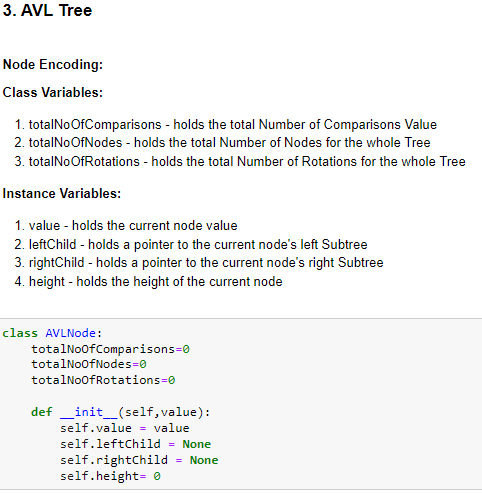 3. AVL Tree
Node Encoding:
Class Variables:
1. totalNoOfComparisons - holds the total Number of Comparisons Value
2. totalNoOfNodes - holds the total Number of Nodes for the whole Tree
3. totalNoOfRotations - holds the total Number of Rotations for the whole Tree
Instance Variables:
1. value - holds the current node value
2. leftChild - holds a pointer to the current node's left Subtree
3. rightChild - holds a pointer to the current node's right Subtree
4. height - holds the height of the current node
class AVLNode:
    totalNoOfComparisons=0
    totalNoOfNodes=0
    totalNoOfRotations=0
    def __init__(self,value):
        self.value = value
        self.leftChild = None
        self.rightChild = None
        self.height= 0